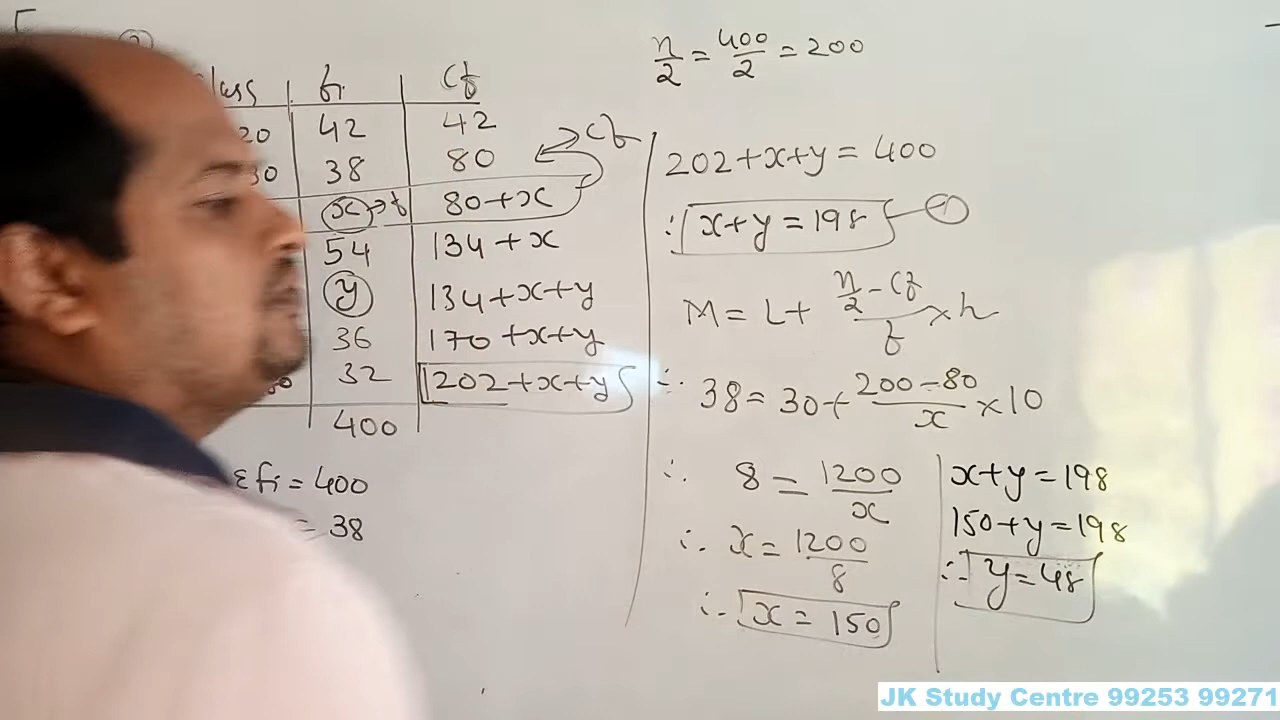 ②
lass fi cf
20 42 42
30 38 80 → cf
x → f 80+x
54 134+x
y 134+x+y
36 170+x+y
32 202+x+y
400
Σfi = 400
= 38
n/2 = 400/2 = 200
202+x+y = 400
∴ x+y = 198 — ①
M = L + (n/2 - cf)/f × h
∴ 38 = 30 + (200-80)/x × 10
∴ 8 = 1200/x
∴ x = 1200/8
∴ x = 150
x+y = 198
150+y = 198
∴ y = 48
JK Study Centre 99253 99271